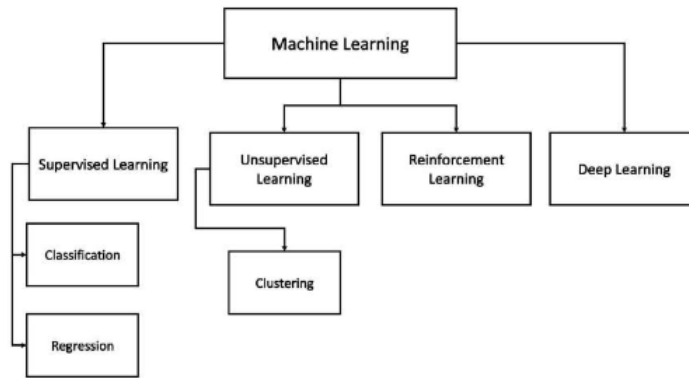 Machine Learning
Supervised Learning
Unsupervised
Learning
Reinforcement
Learning
Deep Learning
Classification
Clustering
Regression